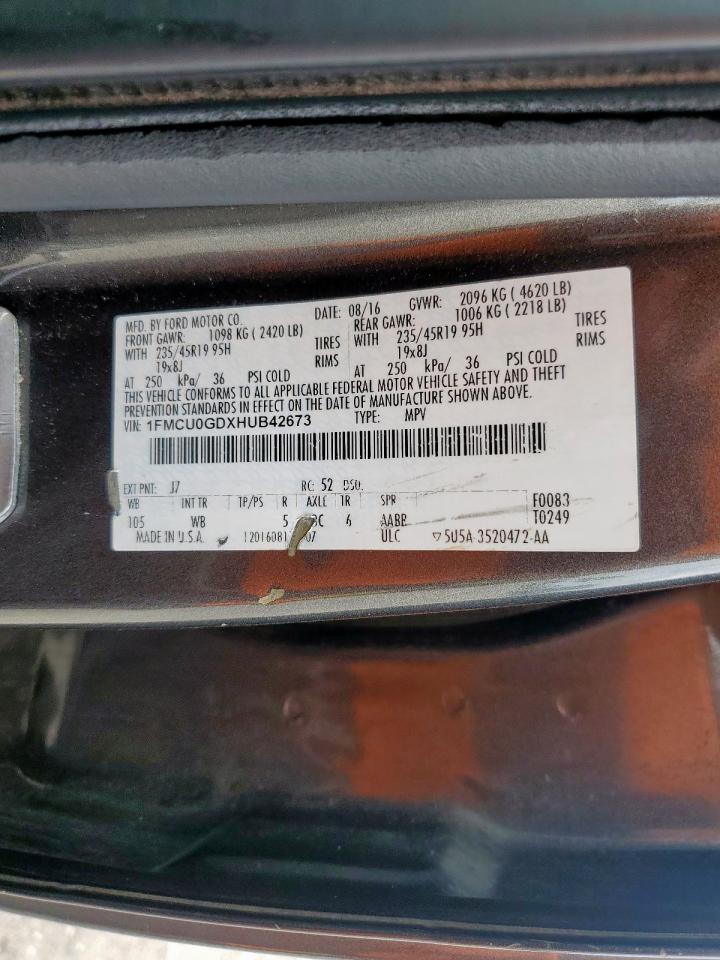 MFD. BY FORD MOTOR CO. DATE: 08/16 GVWR: 2096 KG ( 4620 LB)
FRONT GAWR: 1098 KG ( 2420 LB) REAR GAWR: 1006 KG ( 2218 LB)
WITH 235/45R19 95H TIRES WITH 235/45R19 95H TIRES
19x8J RIMS 19x8J RIMS
AT 250 kPa/ 36 PSI COLD AT 250 kPa/ 36 PSI COLD
THIS VEHICLE CONFORMS TO ALL APPLICABLE FEDERAL MOTOR VEHICLE SAFETY AND THEFT
PREVENTION STANDARDS IN EFFECT ON THE DATE OF MANUFACTURE SHOWN ABOVE.
VIN: 1FMCU0GDXHUB42673 TYPE: MPV
EXT PNT: J7 RC: 52 DSO:
WB INT TR TP/PS R AXLE TR SPR F0083
105 WB 5 6 AABP T0249
MADE IN U.S.A. ULC ▽5U5A-3520472-AA